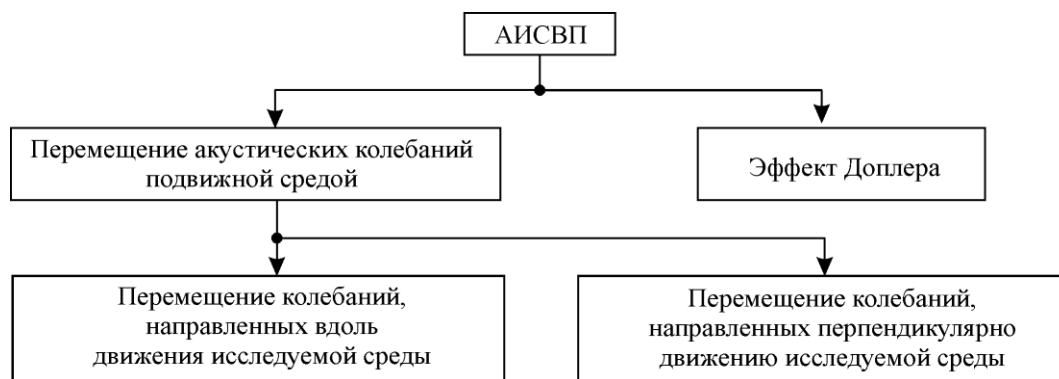 АИСВП
Перемещение акустических колебаний
подвижной средой
Эффект Доплера
Перемещение колебаний,
направленных вдоль
движения исследуемой среды
Перемещение колебаний,
направленных перпендикулярно
движению исследуемой среды